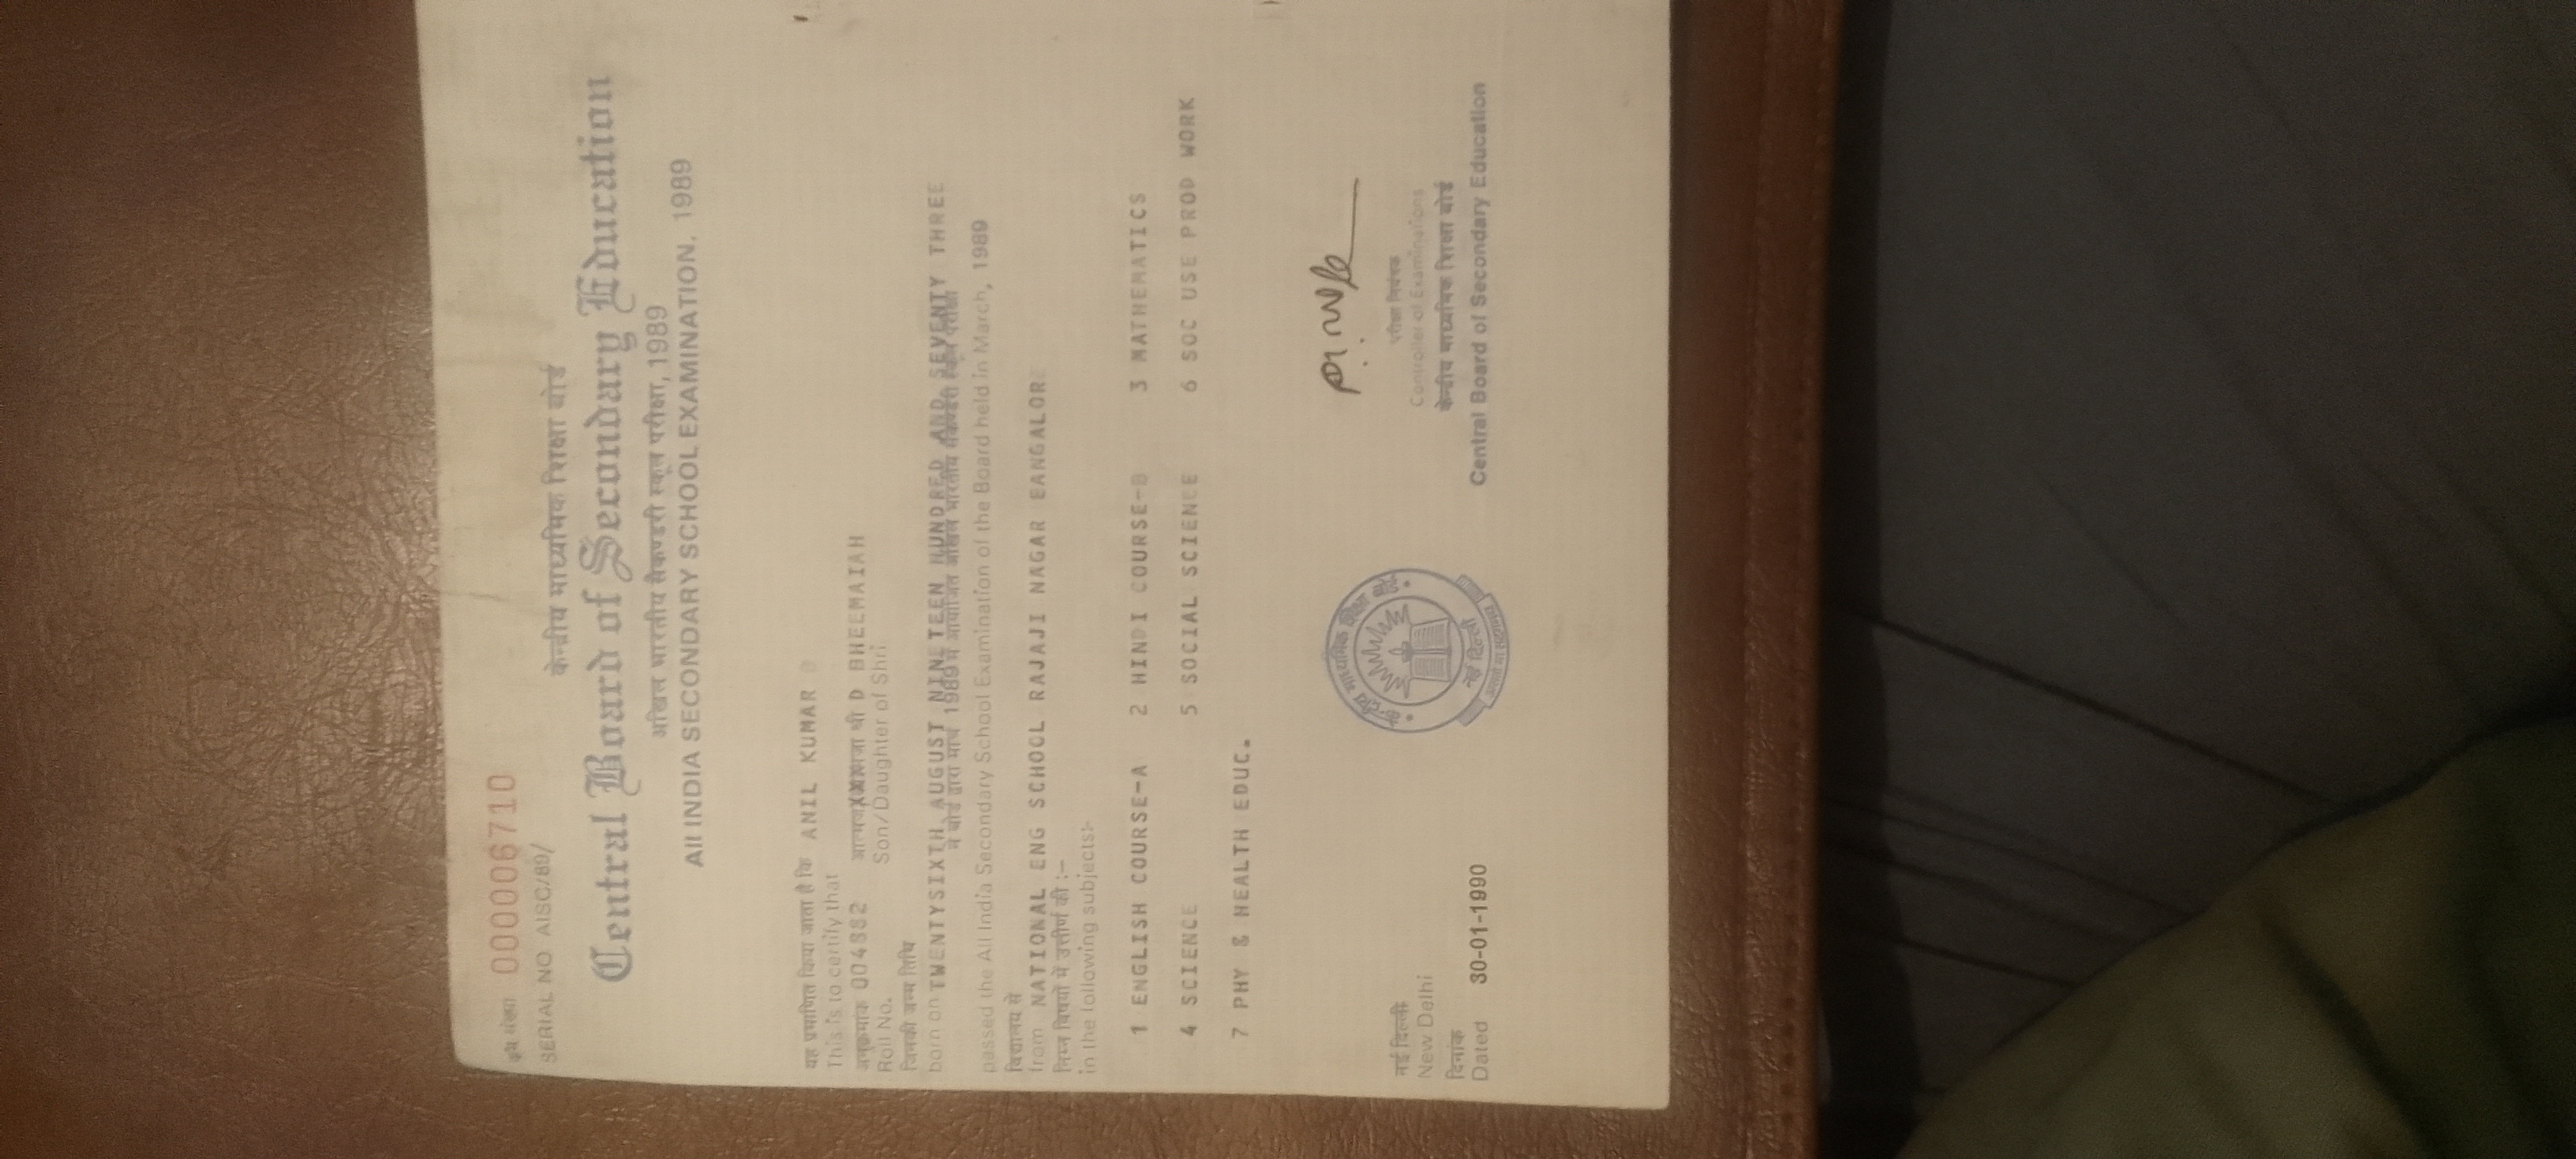 क्रम संख्या 000006710
SERIAL NO AISC/89/
केन्द्रीय माध्यमिक शिक्षा बोर्ड
Central Board of Secondary Education
अखिल भारतीय सैकण्डरी स्कूल परीक्षा, 1989
All INDIA SECONDARY SCHOOL EXAMINATION. 1989
यह प्रमाणित किया जाता है कि ANIL KUMAR D
This is to certify that
अनुक्रमांक 004882 आत्मज/XXXXत्मजा श्री D BHEEMAIAH
Roll No. Son/Daughter of Shri
जिनकी जन्म तिथि
born on TWENTYSIXTH AUGUST NINETEEN HUNDRED AND SEVENTY THREE
ने बोर्ड द्वारा मार्च 1989 में आयोजित अखिल भारतीय सैकण्डरी स्कूल परीक्षा
passed the All India Secondary School Examination of the Board held in March, 1989
विद्यालय से
from NATIONAL ENG SCHOOL RAJAJI NAGAR BANGALORE
निम्न विषयों में उत्तीर्ण की :-
in the following subjects:-
1 ENGLISH COURSE-A 2 HINDI COURSE-B 3 MATHEMATICS
4 SCIENCE 5 SOCIAL SCIENCE 6 SOC USE PROD WORK
7 PHY & HEALTH EDUC.
केन्द्रीय माध्यमिक शिक्षा बोर्ड
नई दिल्ली
नई दिल्ली
New Delhi
दिनांक
Dated 30-01-1990
परीक्षा नियंत्रक
Controller of Examinations
केन्द्रीय माध्यमिक शिक्षा बोर्ड
Central Board of Secondary Education